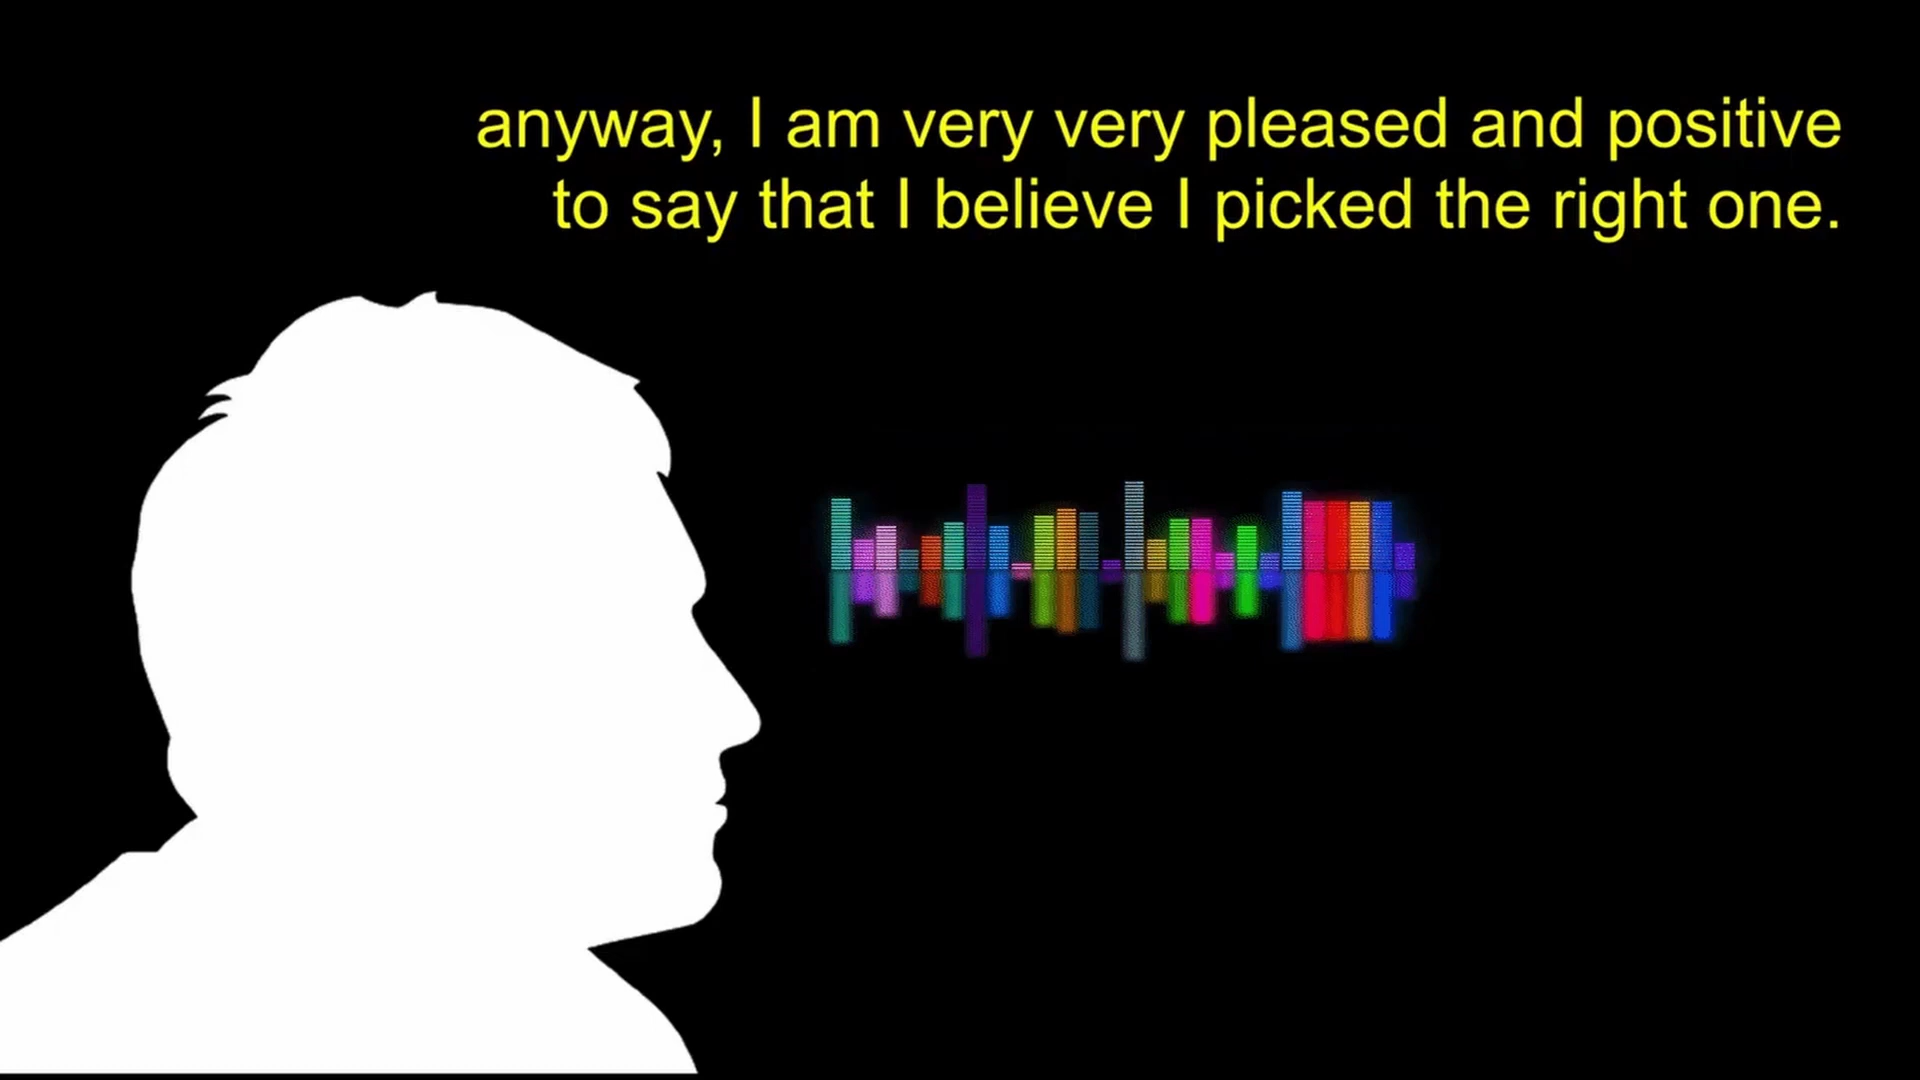 anyway, I am very very pleased and positive
to say that I believe I picked the right one.